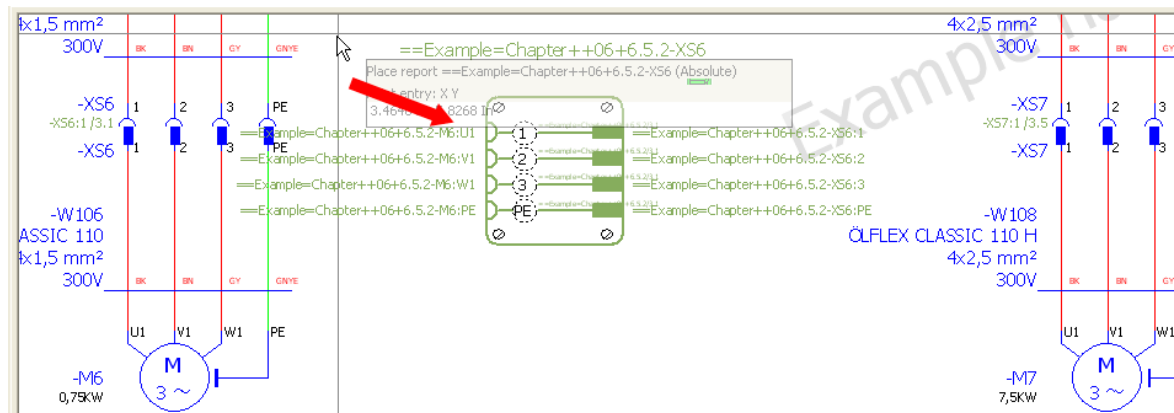 4x1,5 mm²
300V
BK
BN
GY
GNYE
-XS6
-XS6:1 /3.1
-XS6
1
2
3
PE
1
2
3
PE
-W106
ASSIC 110
4x1,5 mm²
300V
BK
BN
GY
GNYE
U1
V1
W1
PE
-M6
0,75KW
M
3 ~
==Example=Chapter++06+6.5.2-XS6
Place report ==Example=Chapter++06+6.5.2-XS6 (Absolute)
entry: X Y
==Example=Chapter++06+6.5.2-M6:U1
1
==Example=Chapter++06+6.5.2-XS6:1
==Example=Chapter++06+6.5.2-M6:V1
2
==Example=Chapter++06+6.5.2-XS6:2
==Example=Chapter++06+6.5.2-M6:W1
3
==Example=Chapter++06+6.5.2-XS6:3
==Example=Chapter++06+6.5.2-M6:PE
PE
==Example=Chapter++06+6.5.2-XS6:PE
Example
4x2,5 mm²
300V
BK
BN
GY
-XS7
-XS7:1 /3.5
-XS7
1
2
3
1
2
3
-W108
ÖLFLEX CLASSIC 110 H
4x2,5 mm²
300V
BK
BN
GY
U1
V1
W1
-M7
7,5KW
M
3 ~